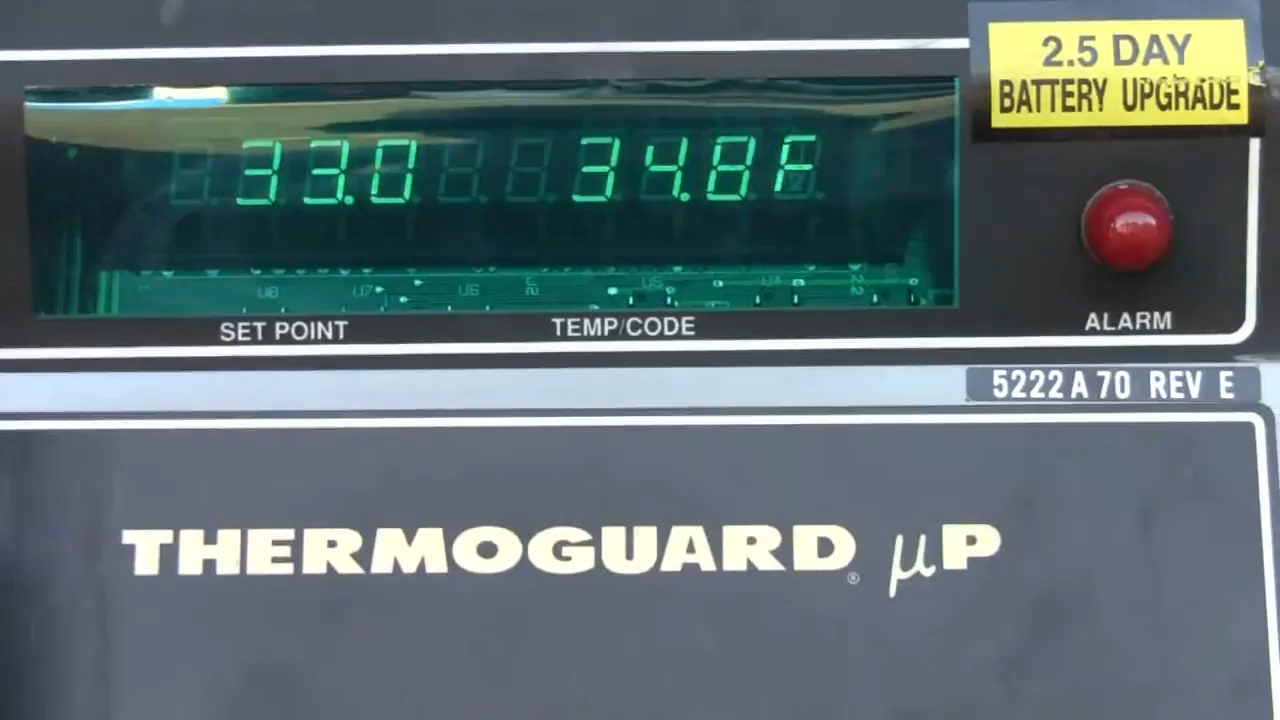 2.5 DAY
BATTERY UPGRADE
33.0 34.8F
SET POINT TEMP/CODE ALARM
5222 A 70 REV E
THERMOGUARD® µP